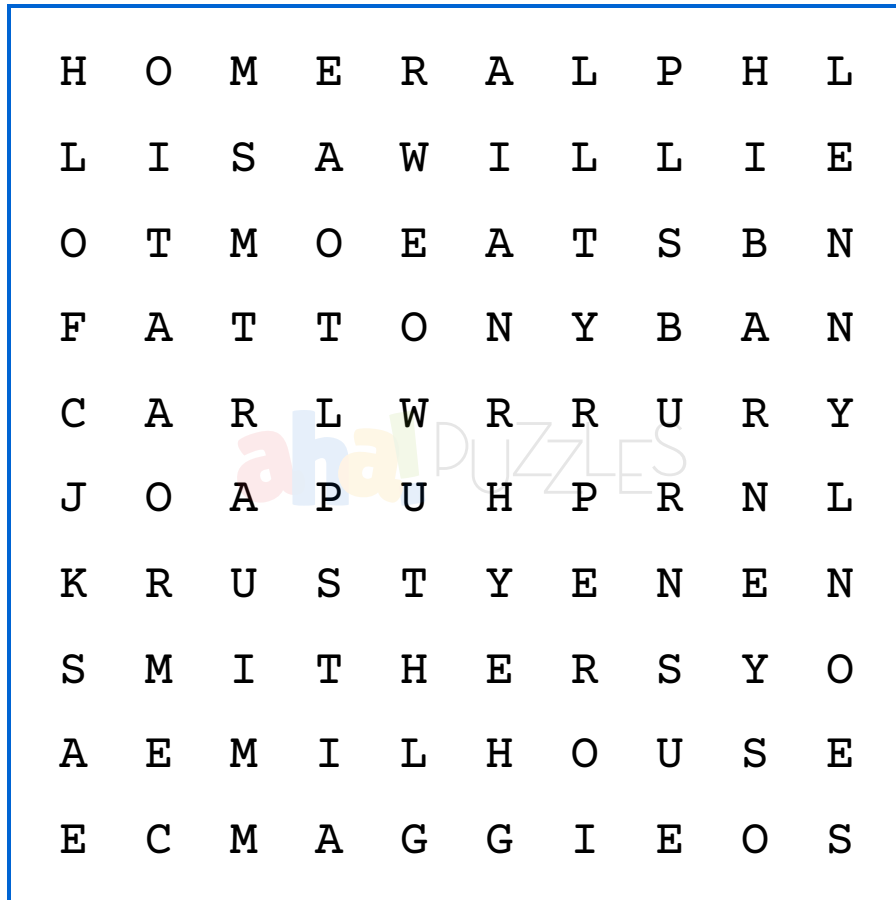 H O M E R A L P H L
L I S A W I L L I E
O T M O E A T S B N
F A T T O N Y B A N
C A R L W R R U R Y
aha! PUZZLES
J O A P U H P R N L
K R U S T Y E N E N
S M I T H E R S Y O
A E M I L H O U S E
E C M A G G I E O S